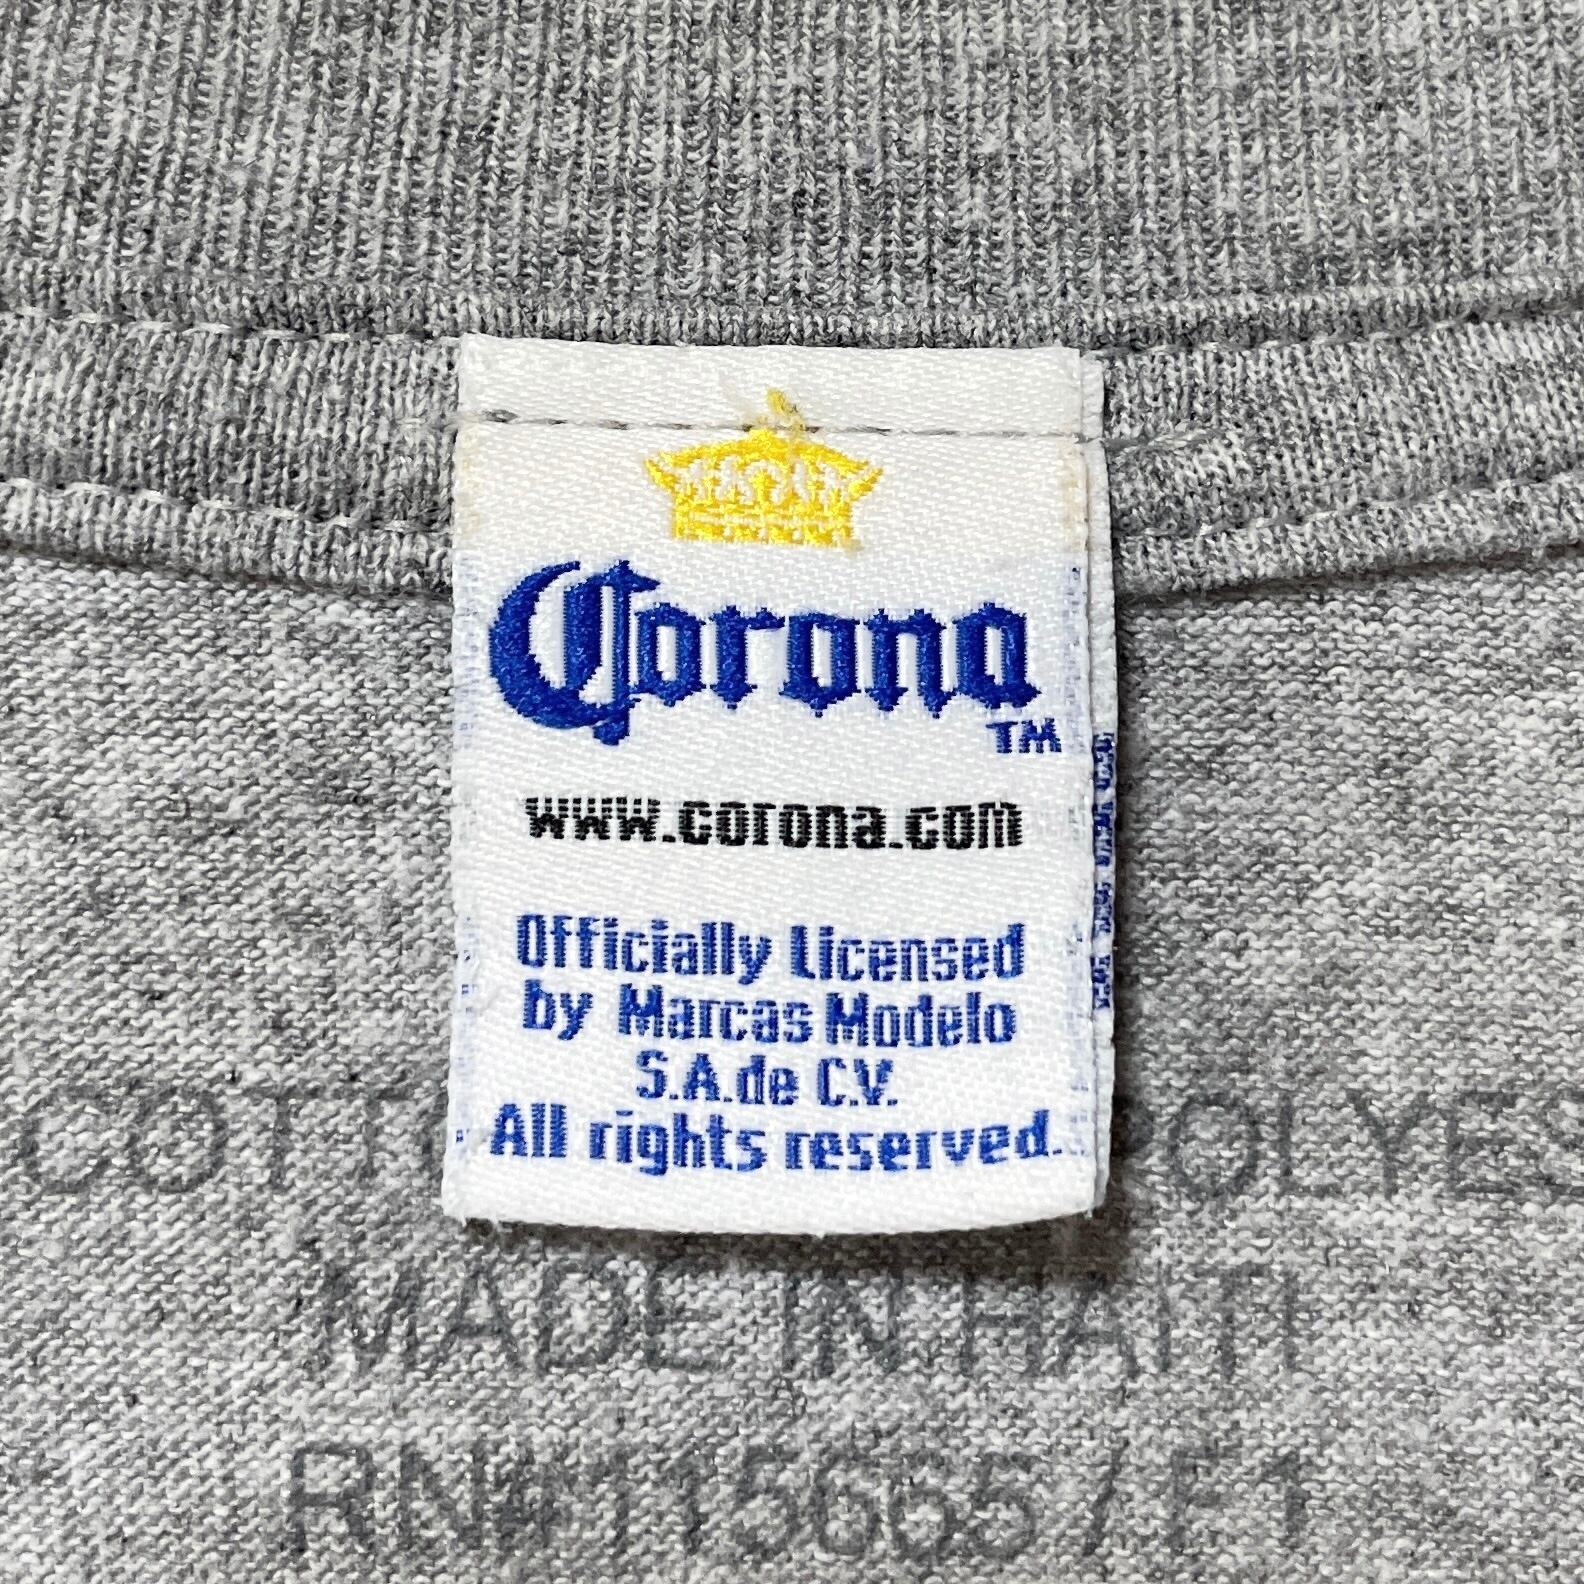 Corona
TM
www.corona.com
Officially Licensed
by Marcas Modelo
S.A.de C.V.
All rights reserved.
MADE IN HAITI